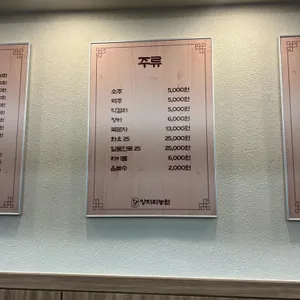 주류
소주 5,000원
맥주 5,000원
막걸리 5,000원
청하 6,000원
복분자 13,000원
화요 25 25,000원
일품진로 25 25,000원
차이몽 6,000원
음료수 2,000원